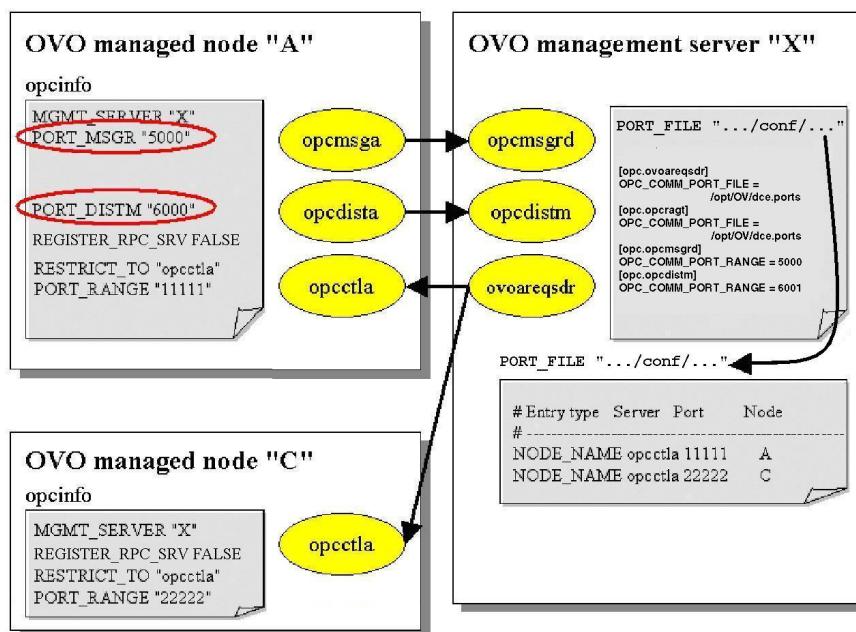 OVO managed node "A"
opcinfo
MGMT_SERVER "X"
PORT_MSGR "5000"
PORT_DISTM "6000"
REGISTER_RPC_SRV FALSE
RESTRICT_TO "opcctla"
PORT_RANGE "11111"
opcmsga
opcdista
opcctla
OVO management server "X"
opcmsgrd
opcdistm
ovoareqsdr
PORT_FILE ".../conf/..."
[opc.ovoareqsdr]
OPC_COMM_PORT_FILE =
/opt/OV/dce.ports
[opc.opcragt]
OPC_COMM_PORT_FILE =
/opt/OV/dce.ports
[opc.opcmsgrd]
OPC_COMM_PORT_RANGE = 5000
[opc.opcdistm]
OPC_COMM_PORT_RANGE = 6001
PORT_FILE ".../conf/..."
# Entry type Server Port Node
# ------------------------------------------------
NODE_NAME opcctla 11111 A
NODE_NAME opcctla 22222 C
OVO managed node "C"
opcinfo
MGMT_SERVER "X"
REGISTER_RPC_SRV FALSE
RESTRICT_TO "opcctla"
PORT_RANGE "22222"
opcctla